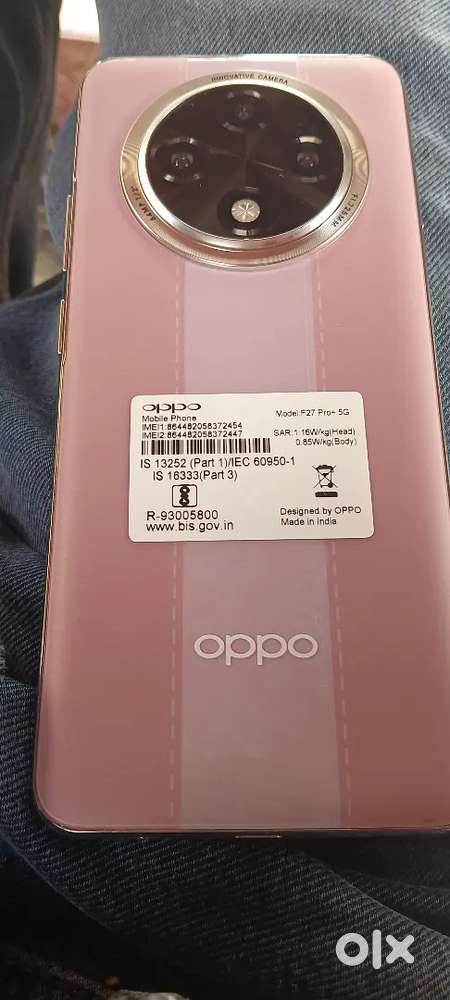 INNOVATIVE CAMERA
oppo
Mobile Phone
Model:F27 Pro+ 5G
IMEI1:864482058372454
IMEI2:864482058372447
SAR:1.16W/kg(Head)
0.85W/kg(Body)
IS 13252 (Part 1)/IEC 60950-1
IS 16333(Part 3)
R-93005800
www.bis.gov.in
Designed by OPPO
Made in India
oppo
olx